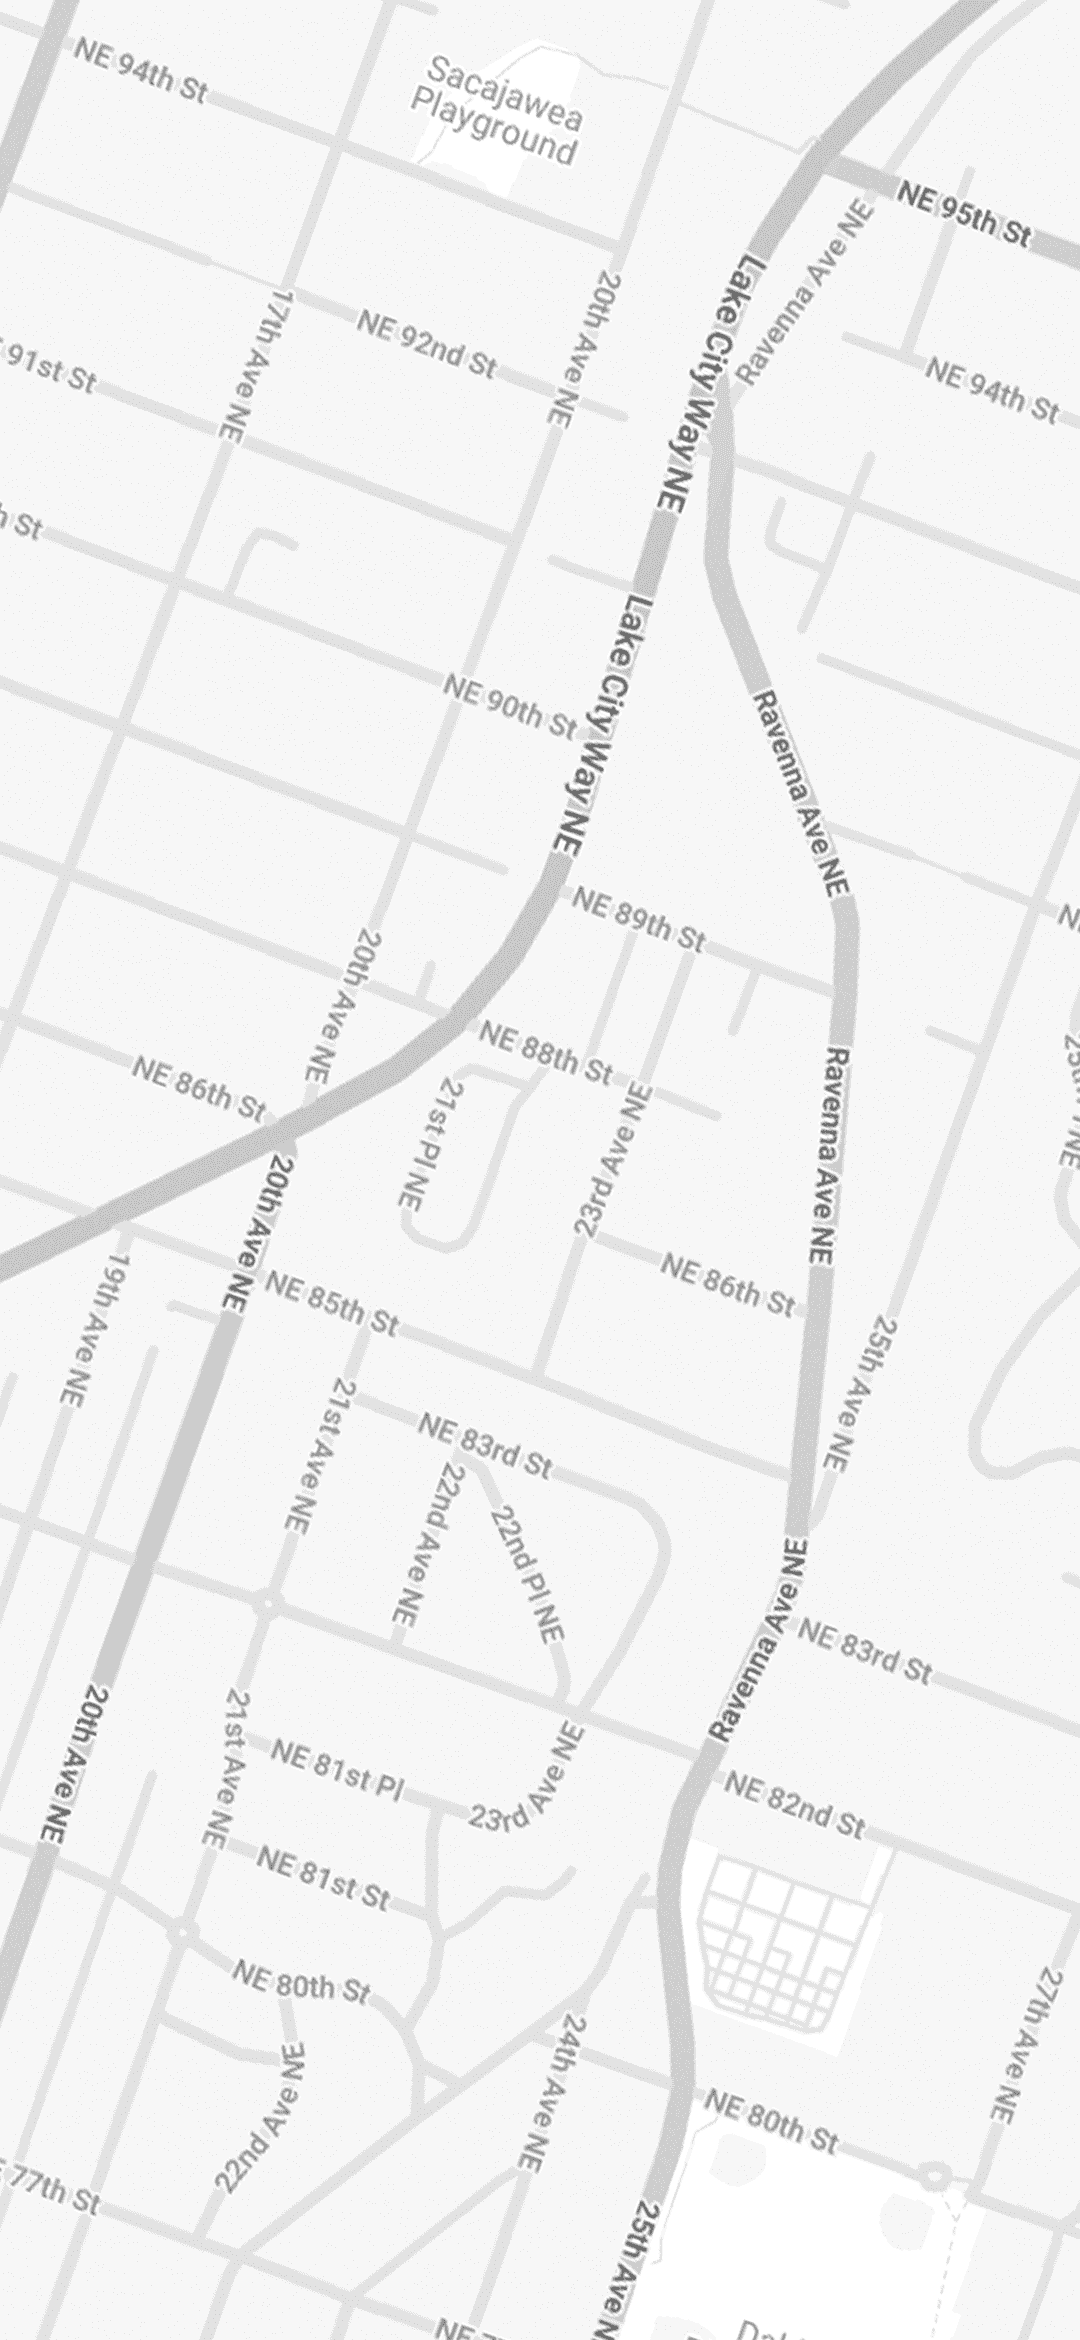 NE 94th St
Sacajawea
Playground
NE 95th St
Ravenna Ave NE
Lake City Way NE
17th Ave NE
20th Ave NE
NE 92nd St
91st St
NE 94th St
St
Lake City Way NE
NE 90th St
Ravenna Ave NE
NE 89th St
20th Ave NE
NE 88th St
NE 86th St
21st Pl NE
23rd Ave NE
Ravenna Ave NE
20th Ave NE
NE 86th St
19th Ave NE
NE 85th St
25th Ave NE
21st Ave NE
NE 83rd St
22nd Ave NE
22nd Pl NE
Ravenna Ave NE
NE 83rd St
20th Ave NE
21st Ave NE
NE 81st Pl
23rd Ave NE
NE 82nd St
NE 81st St
NE 80th St
27th Ave NE
24th Ave NE
22nd Ave NE
NE 80th St
77th St
25th Ave N